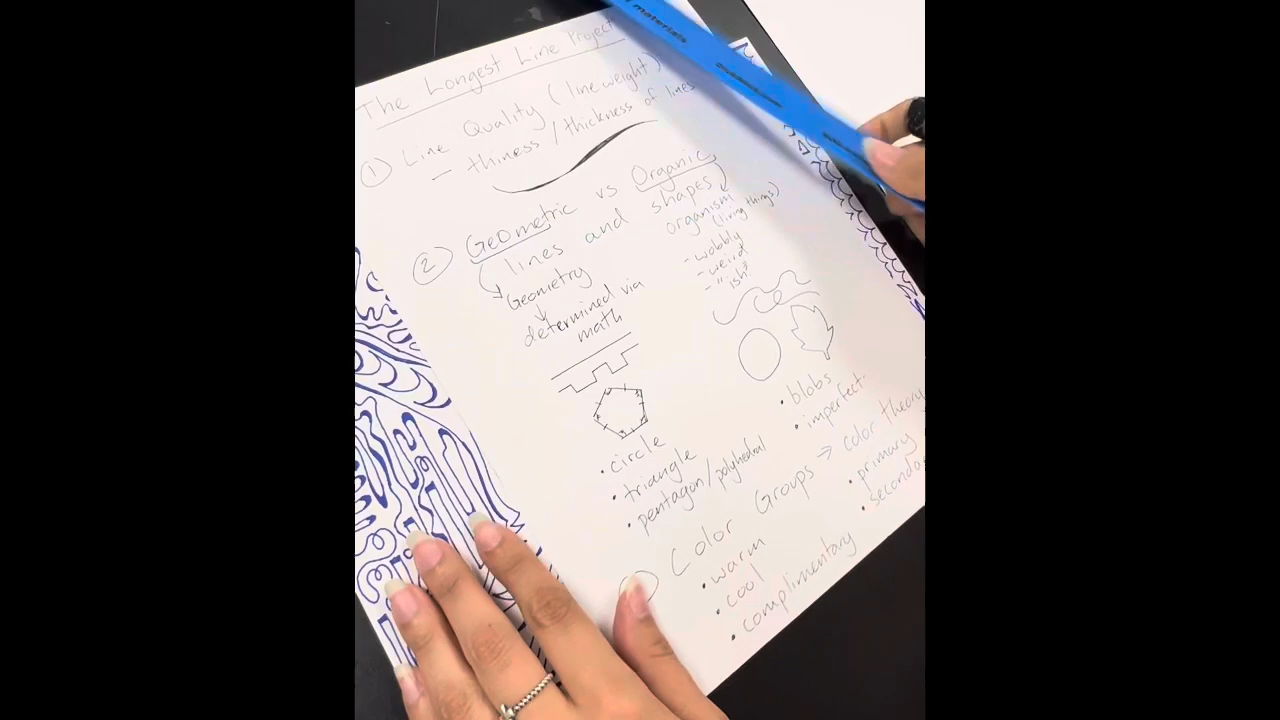 materials
The Longest Line Project
① Line Quality (line weight)
- thiness / thickness of lines
② Geometric vs Organic
lines and shapes
Geometry
determined via
math
organism
(living things)
- wobbly
- weird
- "ish"
• circle
• triangle
• pentagon/polyhedral
• blobs
• imperfect
Color Groups → color theory
• warm
• cool
• complimentary
• primary